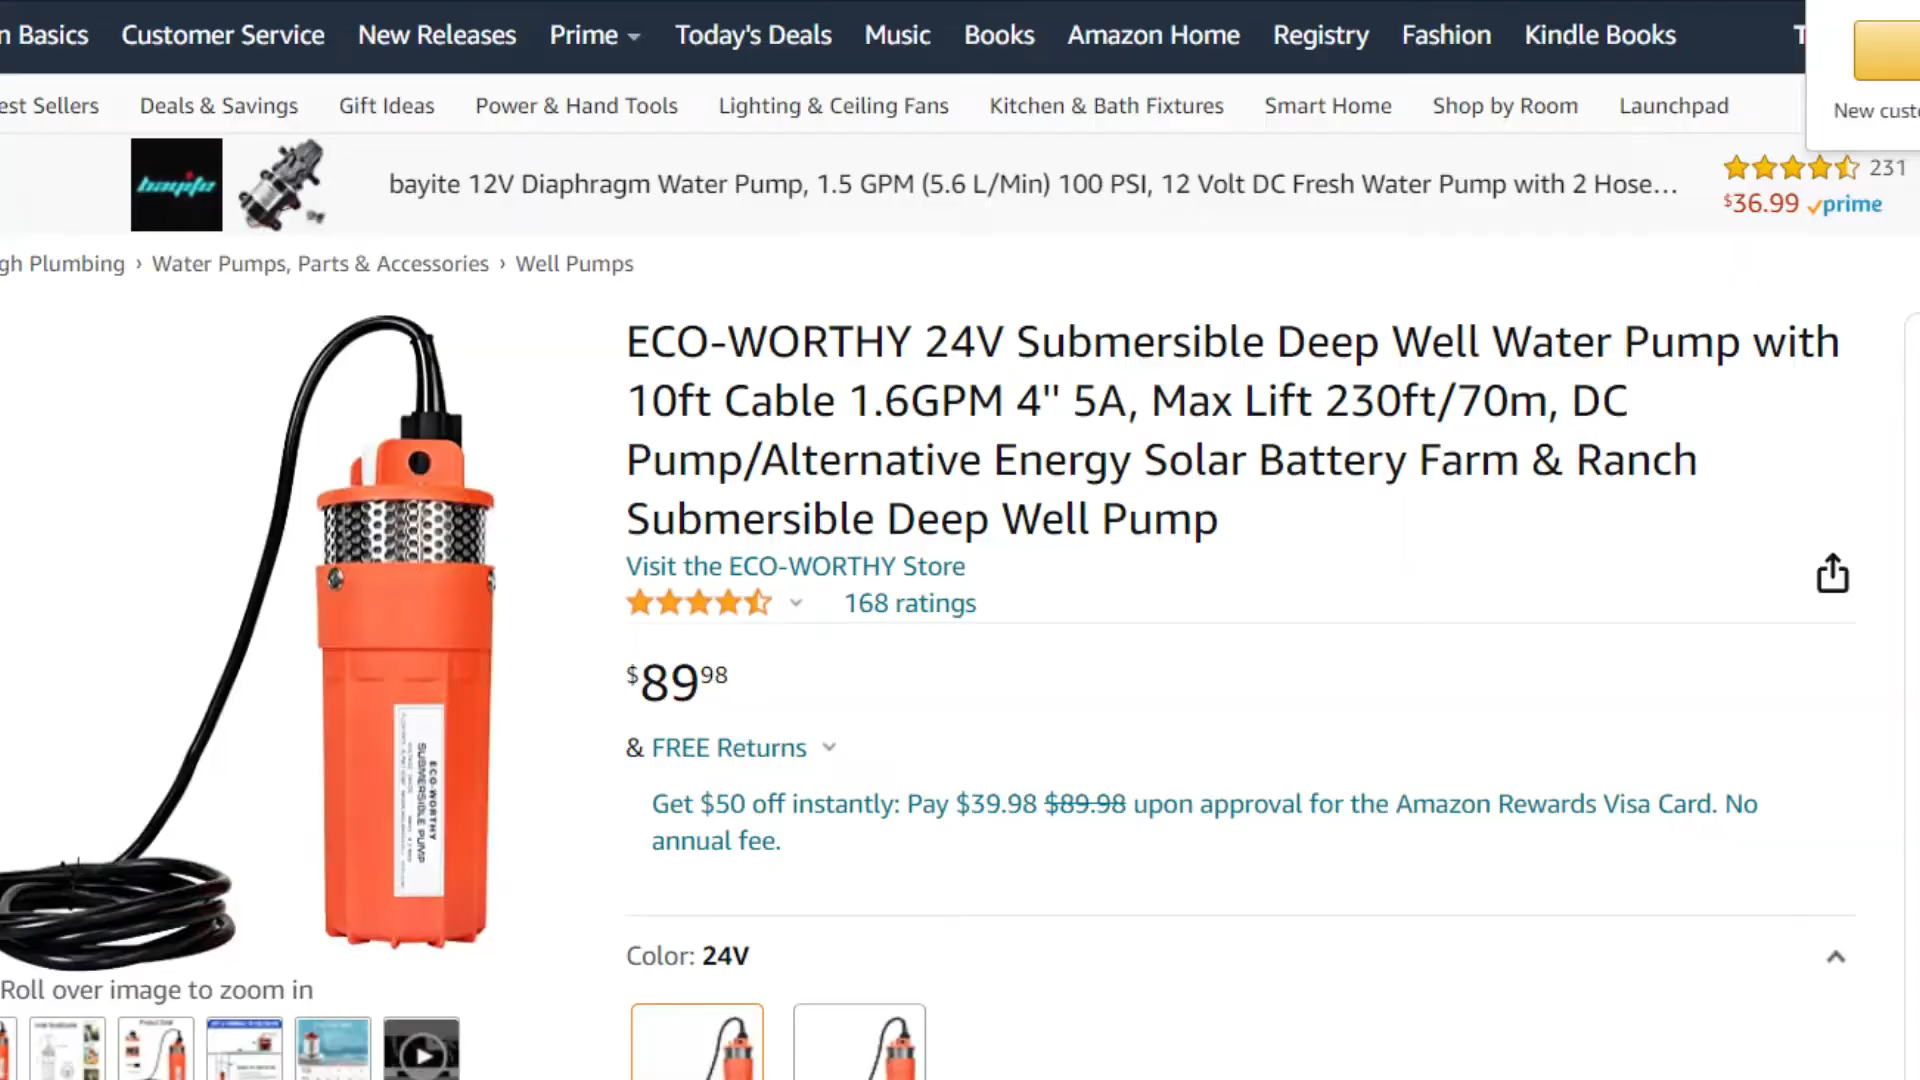 n Basics Customer Service New Releases Prime Today's Deals Music Books Amazon Home Registry Fashion Kindle Books T
est Sellers Deals & Savings Gift Ideas Power & Hand Tools Lighting & Ceiling Fans Kitchen & Bath Fixtures Smart Home Shop by Room Launchpad
New custo
bayite
bayite 12V Diaphragm Water Pump, 1.5 GPM (5.6 L/Min) 100 PSI, 12 Volt DC Fresh Water Pump with 2 Hose...
231
$36.99 prime
gh Plumbing › Water Pumps, Parts & Accessories › Well Pumps
ECO-WORTHY 24V Submersible Deep Well Water Pump with
10ft Cable 1.6GPM 4" 5A, Max Lift 230ft/70m, DC
Pump/Alternative Energy Solar Battery Farm & Ranch
Submersible Deep Well Pump
Visit the ECO-WORTHY Store
168 ratings
$89 98
& FREE Returns
Get $50 off instantly: Pay $39.98 $89.98 upon approval for the Amazon Rewards Visa Card. No
annual fee.
Color: 24V
ECO-WORTHY
SUBMERSIBLE PUMP
Roll over image to zoom in